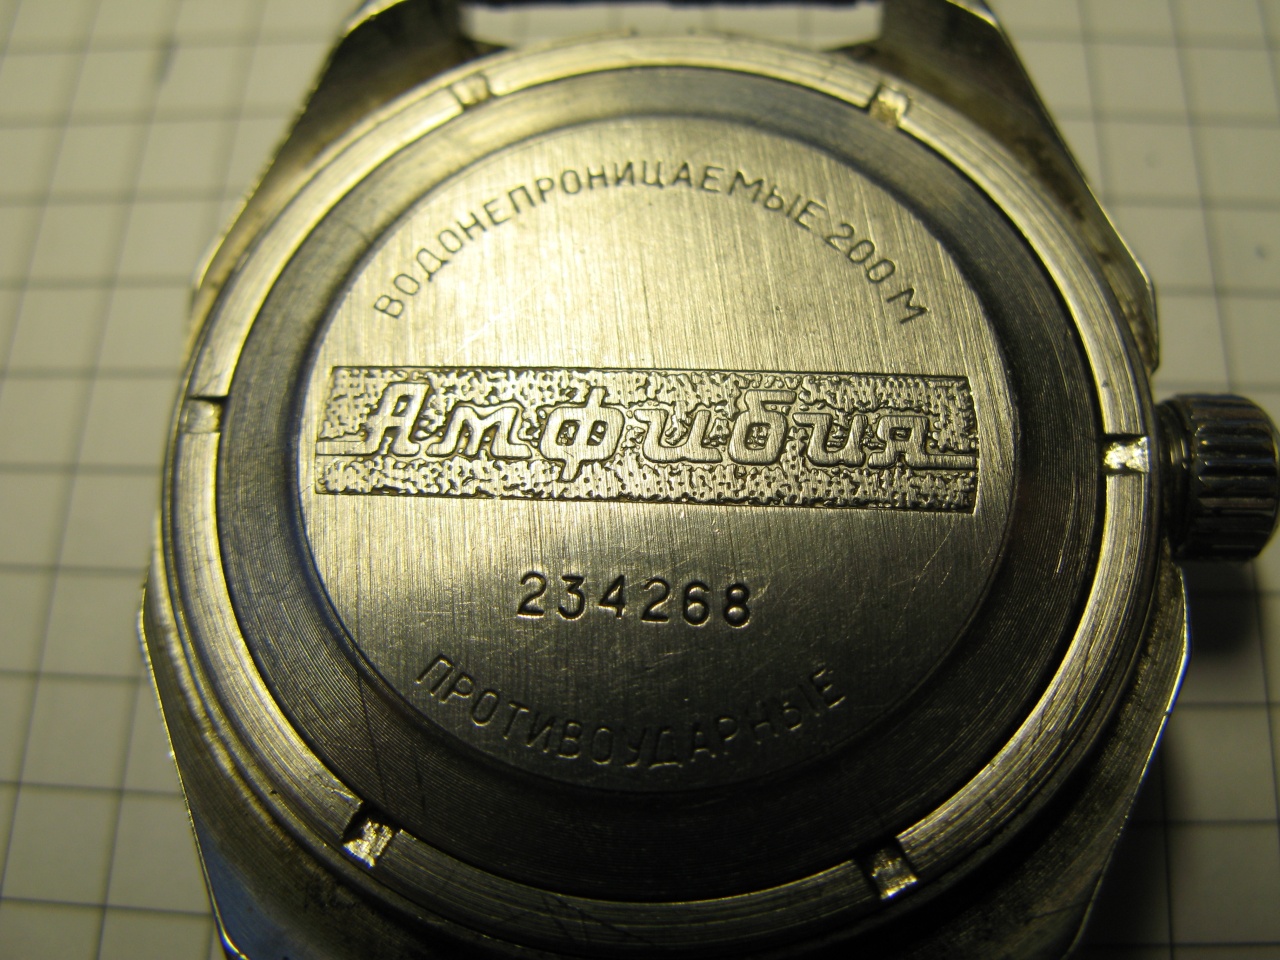 ВОДОНЕПРОНИЦАЕМЫЕ 200 М
Амфибия
234268
ПРОТИВОУДАРНЫЕ